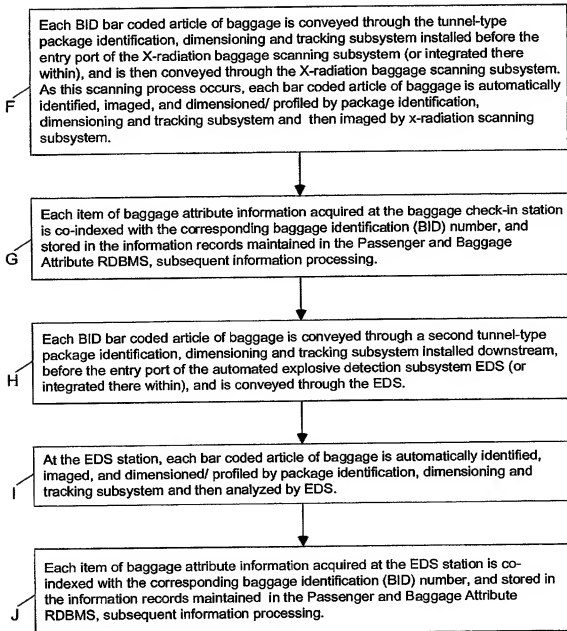 Each BID bar coded article of baggage is conveyed through the tunnel-type
package identification, dimensioning and tracking subsystem installed before the
entry port of the X-radiation baggage scanning subsystem (or integrated there
within), and is then conveyed through the X-radiation baggage scanning subsystem.
As this scanning process occurs, each bar coded article of baggage is automatically
identified, imaged, and dimensioned/ profiled by package identification,
dimensioning and tracking subsystem and then imaged by x-radiation scanning
subsystem.
F
Each item of baggage attribute information acquired at the baggage check-in station
is co-indexed with the corresponding baggage identification (BID) number, and
stored in the information records maintained in the Passenger and Baggage
Attribute RDBMS, subsequent information processing.
G
Each BID bar coded article of baggage is conveyed through a second tunnel-type
package identification, dimensioning and tracking subsystem installed downstream,
before the entry port of the automated explosive detection subsystem EDS (or
integrated there within), and is conveyed through the EDS.
H
At the EDS station, each bar coded article of baggage is automatically identified,
imaged, and dimensioned/ profiled by package identification, dimensioning and
tracking subsystem and then analyzed by EDS.
I
Each item of baggage attribute information acquired at the EDS station is co-
indexed with the corresponding baggage identification (BID) number, and stored in
the information records maintained in the Passenger and Baggage Attribute
RDBMS, subsequent information processing.
J